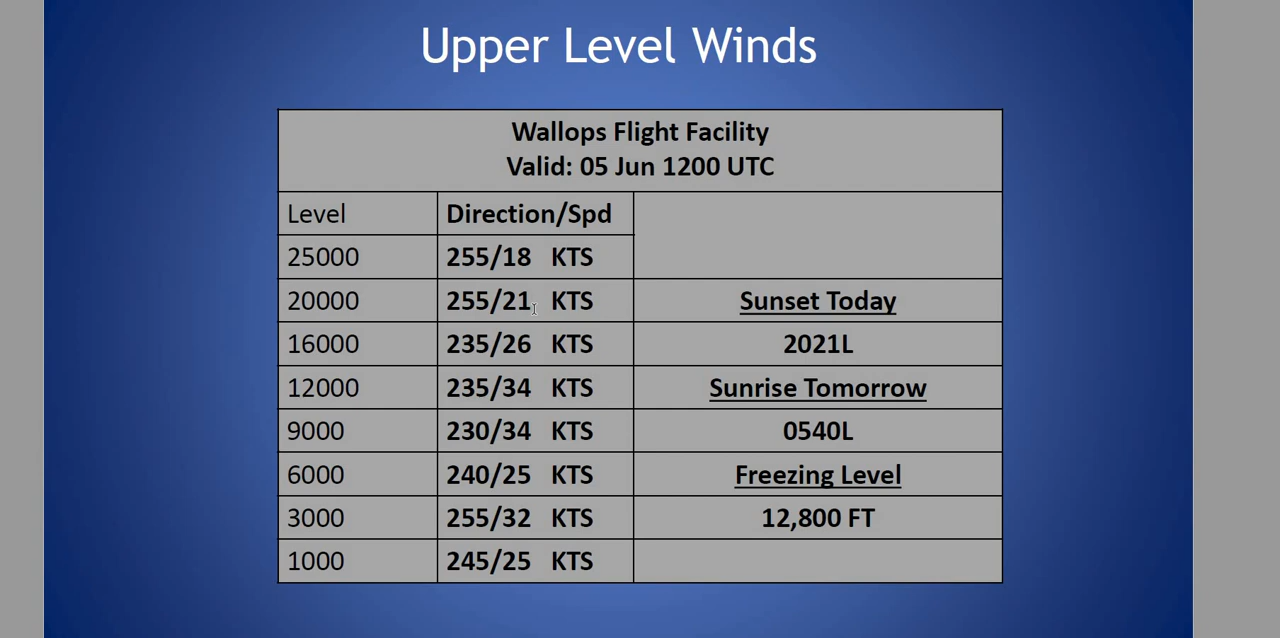 Upper Level Winds
Wallops Flight Facility
Valid: 05 Jun 1200 UTC
Level Direction/Spd
25000 255/18 KTS
20000 255/21 KTS Sunset Today
16000 235/26 KTS 2021L
12000 235/34 KTS Sunrise Tomorrow
9000 230/34 KTS 0540L
6000 240/25 KTS Freezing Level
3000 255/32 KTS 12,800 FT
1000 245/25 KTS